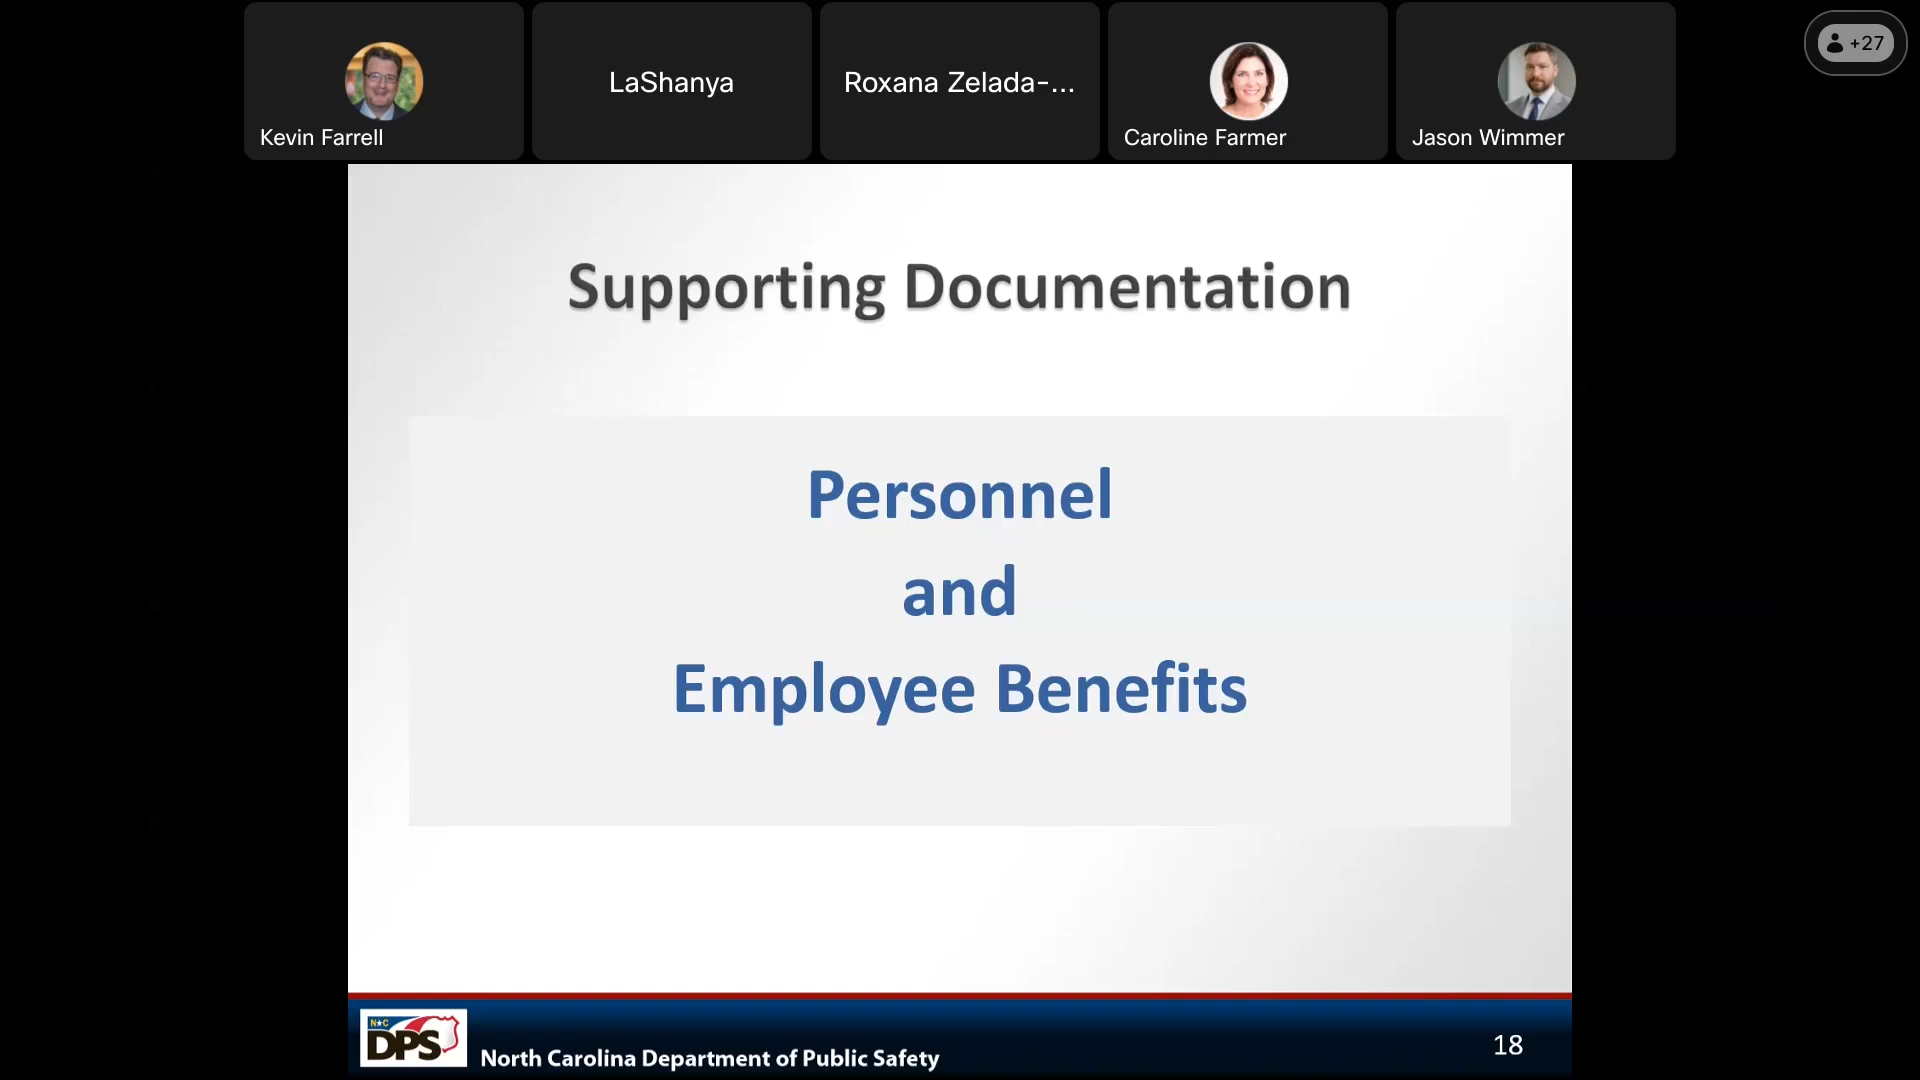 Kevin Farrell
LaShanya
Roxana Zelada-...
Caroline Farmer
Jason Wimmer
+27
Supporting Documentation
Personnel
and
Employee Benefits
N★C
DPS
North Carolina Department of Public Safety
18